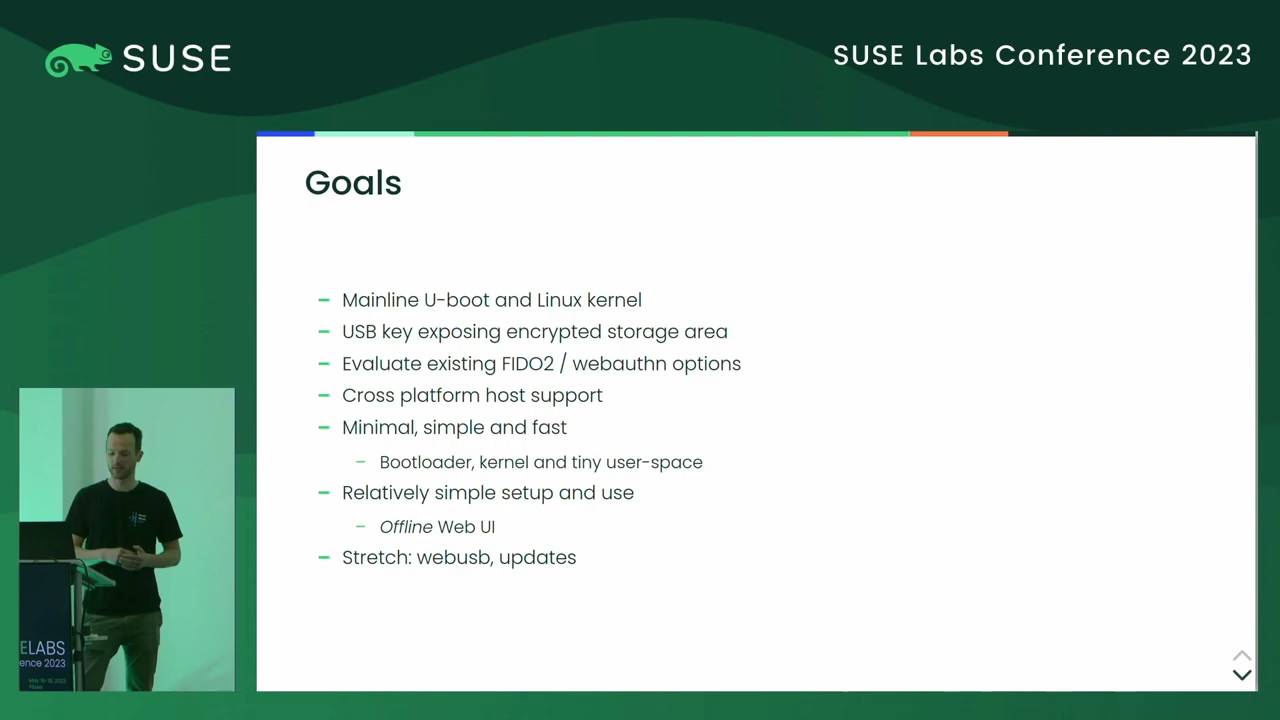 SUSE
SUSE Labs Conference 2023
Goals
– Mainline U-boot and Linux kernel
– USB key exposing encrypted storage area
– Evaluate existing FIDO2 / webauthn options
– Cross platform host support
– Minimal, simple and fast
– Bootloader, kernel and tiny user-space
– Relatively simple setup and use
– Offline Web UI
– Stretch: webusb, updates
ELABS
ence 2023